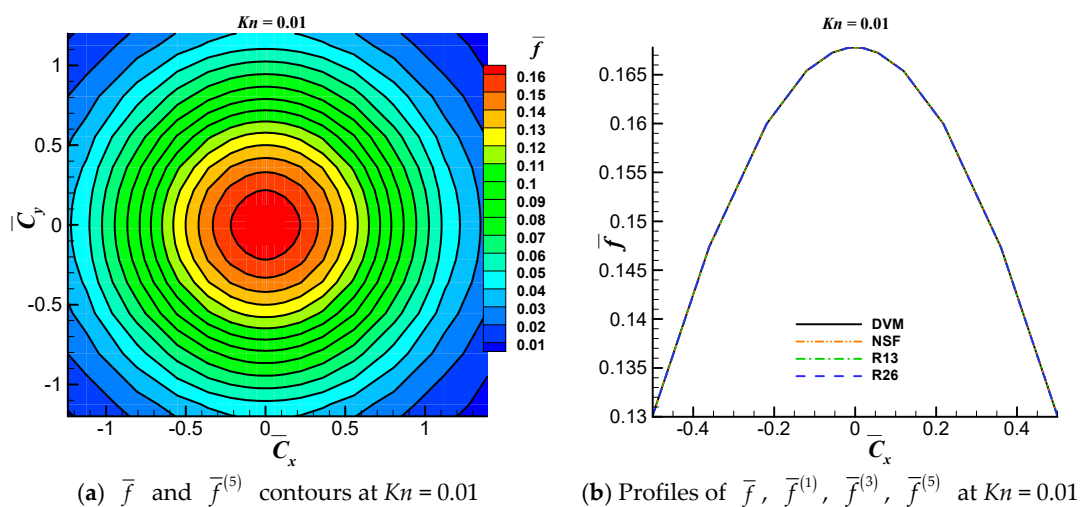 Kn = 0.01
f̅
1
0.5
0
-0.5
-1
C̅y
-1
-0.5
0
0.5
1
C̅x
0.16
0.15
0.14
0.13
0.11
0.1
0.09
0.08
0.07
0.06
0.05
0.04
0.03
0.02
0.01
(a) f̅ and f̅⁽⁵⁾ contours at Kn = 0.01
Kn = 0.01
f̅
0.165
0.16
0.155
0.15
0.145
0.14
0.135
0.13
-0.4
-0.2
0
0.2
0.4
C̅x
DVM
NSF
R13
R26
(b) Profiles of f̅, f̅⁽¹⁾, f̅⁽³⁾, f̅⁽⁵⁾ at Kn = 0.01